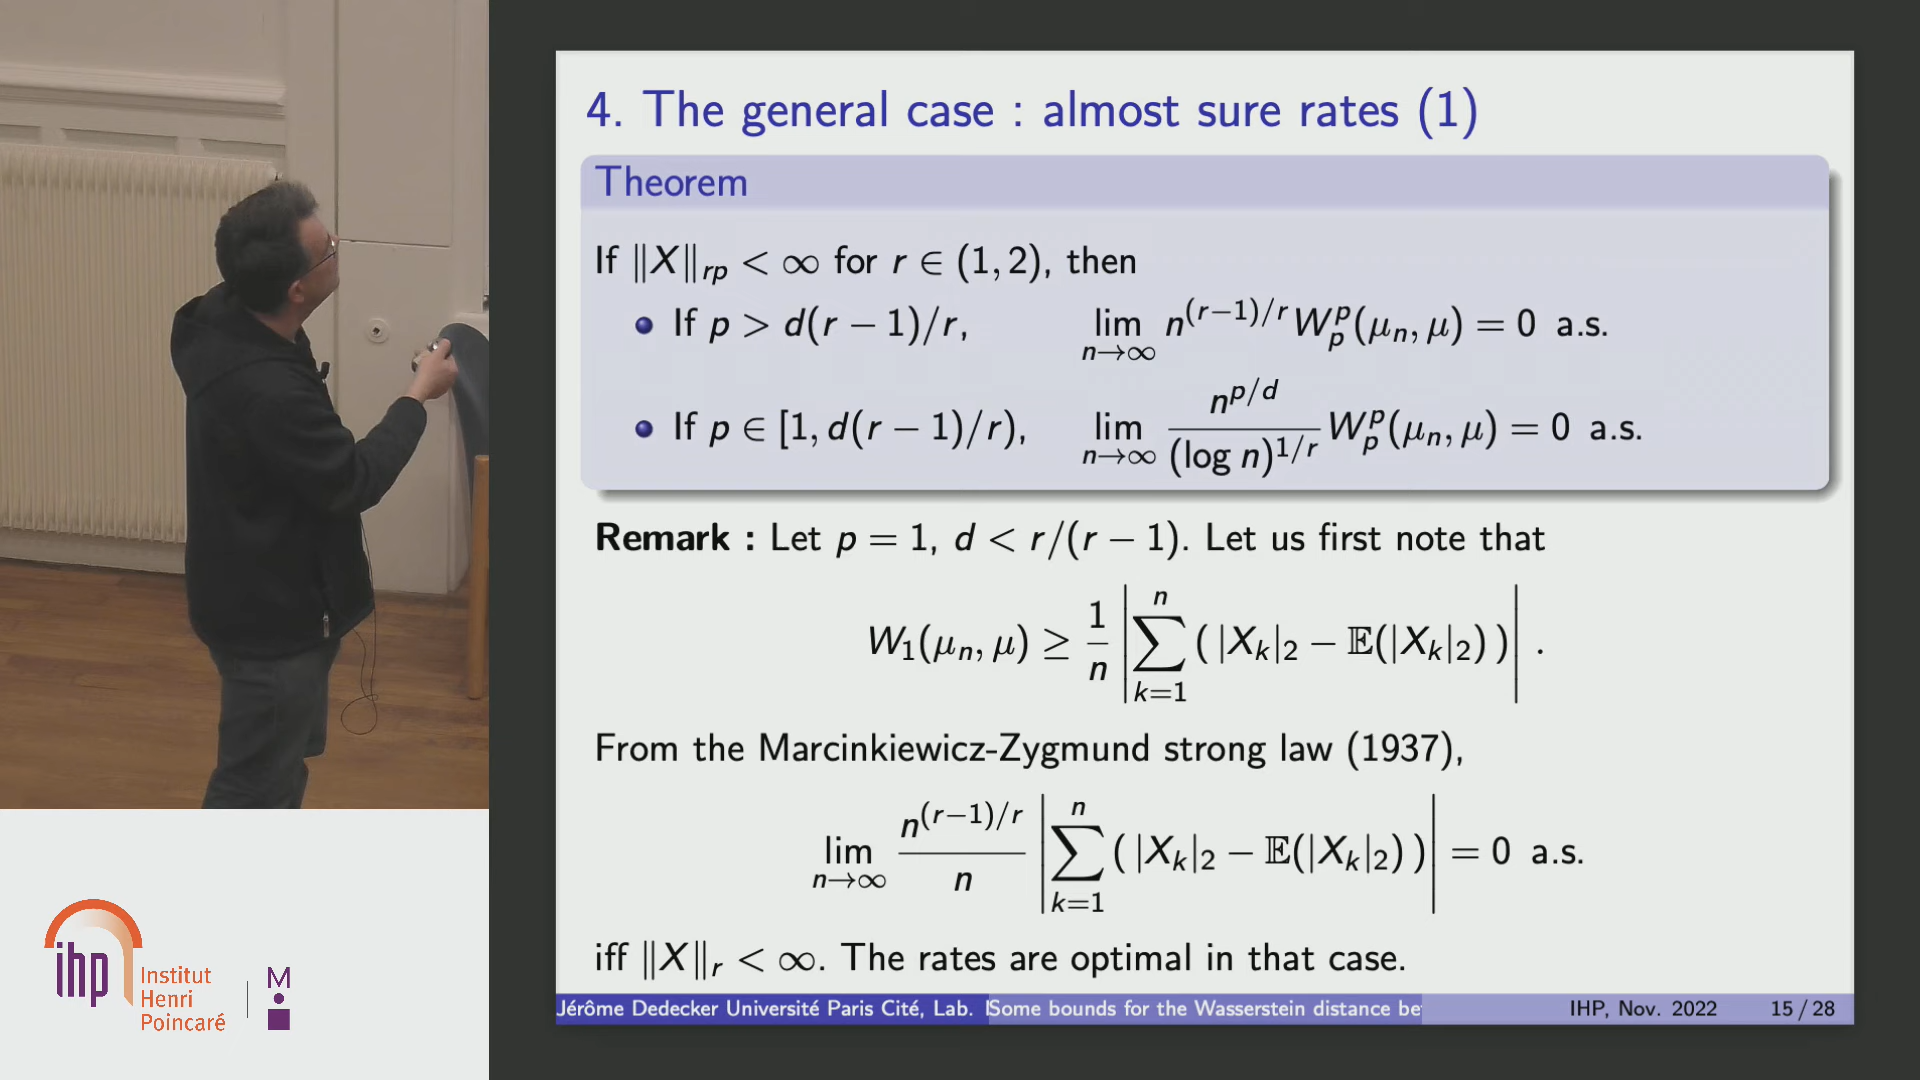 4. The general case : almost sure rates (1)
Theorem
If ‖X‖_{rp} < ∞ for r ∈ (1, 2), then
If p > d(r − 1)/r, lim_{n→∞} n^{(r−1)/r} W_p^p(μ_n, μ) = 0 a.s.
If p ∈ [1, d(r − 1)/r), lim_{n→∞} n^{p/d}/(log n)^{1/r} W_p^p(μ_n, μ) = 0 a.s.
Remark : Let p = 1, d < r/(r − 1). Let us first note that
W_1(μ_n, μ) ≥ 1/n |∑_{k=1}^{n} ( |X_k|_2 − 𝔼(|X_k|_2) )| .
From the Marcinkiewicz-Zygmund strong law (1937),
lim_{n→∞} n^{(r−1)/r}/n |∑_{k=1}^{n} ( |X_k|_2 − 𝔼(|X_k|_2) )| = 0 a.s.
iff ‖X‖_r < ∞. The rates are optimal in that case.
Jérôme Dedecker Université Paris Cité, Lab. Some bounds for the Wasserstein distance be IHP, Nov. 2022 15 / 28
ihp
Institut
Henri
Poincaré
M